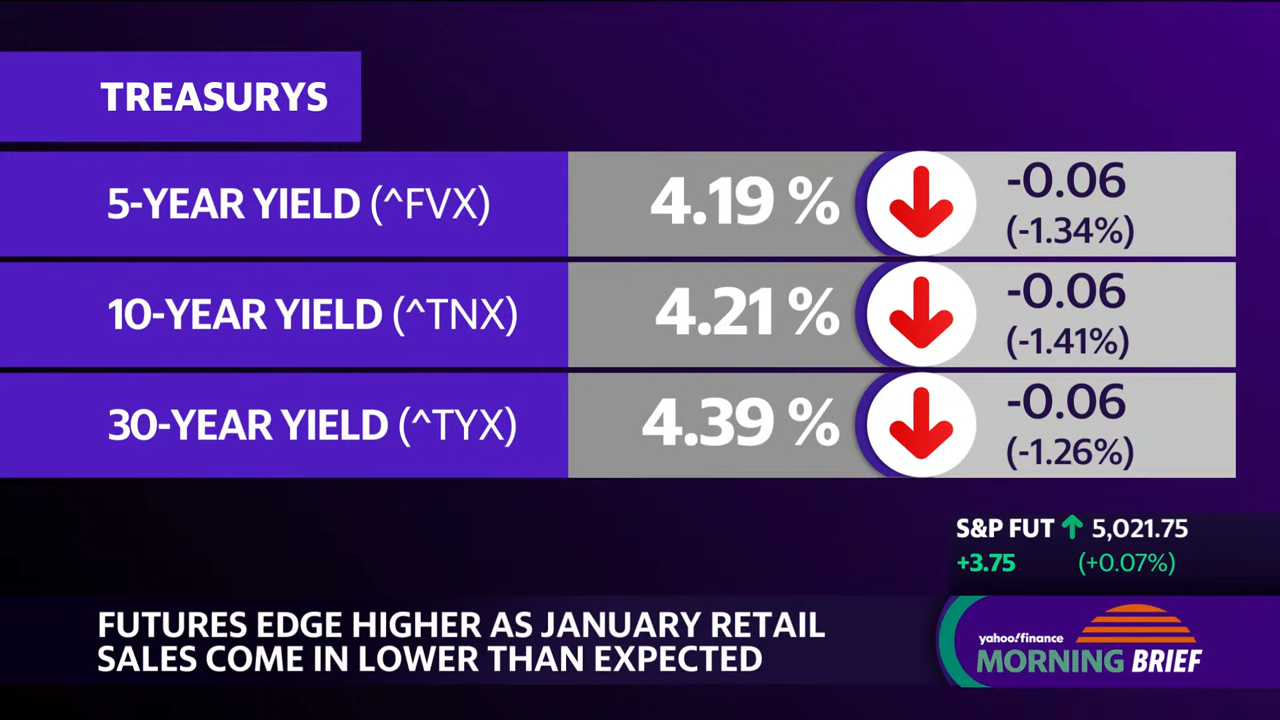 TREASURYS
5-YEAR YIELD (^FVX) 4.19 % -0.06
(-1.34%)
10-YEAR YIELD (^TNX) 4.21 % -0.06
(-1.41%)
30-YEAR YIELD (^TYX) 4.39 % -0.06
(-1.26%)
S&P FUT 5,021.75
+3.75 (+0.07%)
FUTURES EDGE HIGHER AS JANUARY RETAIL
SALES COME IN LOWER THAN EXPECTED
yahoo!finance
MORNING BRIEF